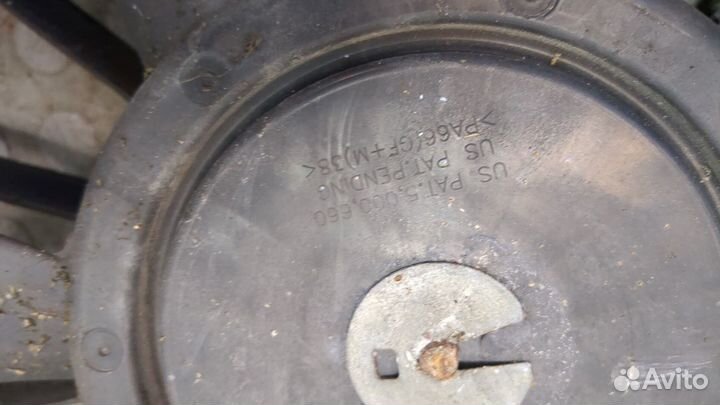 US PAT.5,000,660
US PAT.PENDING
>PA66(GF+M)38<
Avito